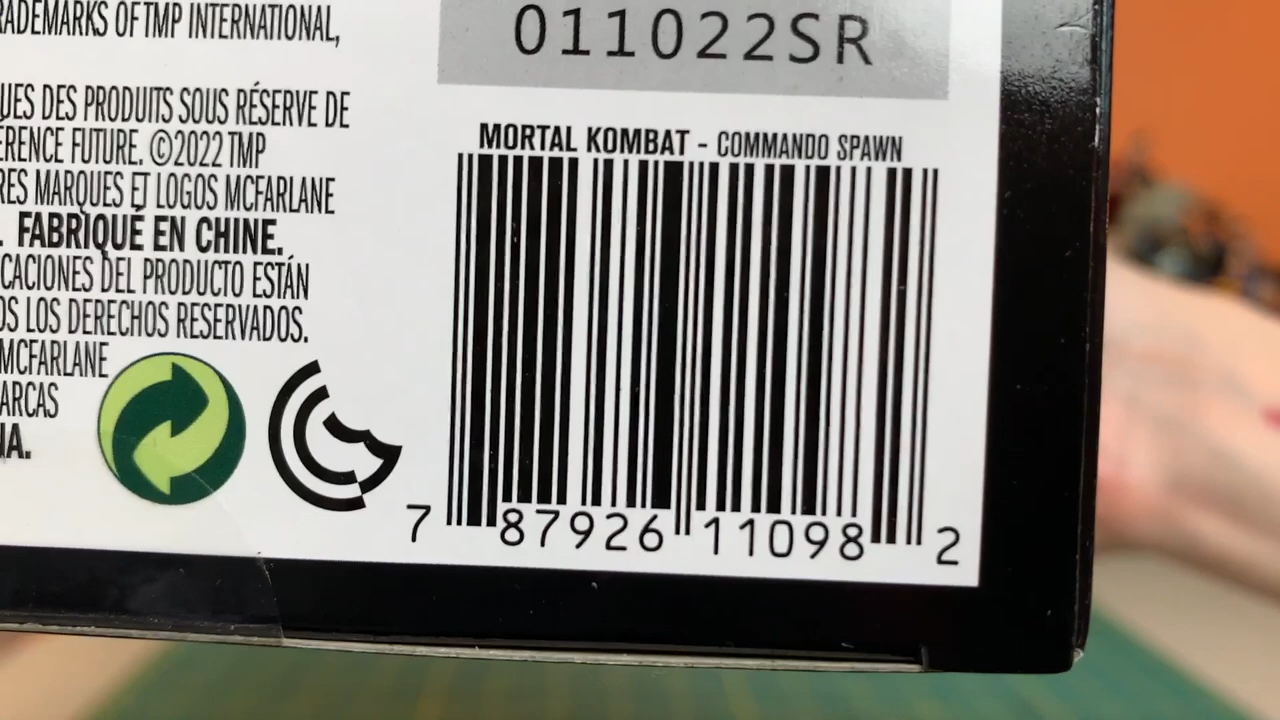 TRADEMARKS OF TMP INTERNATIONAL,
UES DES PRODUITS SOUS RÉSERVE DE
ÉRENCE FUTURE. ©2022 TMP
RES MARQUES ET LOGOS MCFARLANE
. FABRIQUÉ EN CHINE.
CACIONES DEL PRODUCTO ESTÁN
OS LOS DERECHOS RESERVADOS.
MCFARLANE
ARCAS
NA.
011022SR
MORTAL KOMBAT - COMMANDO SPAWN
7 87926 11098 2